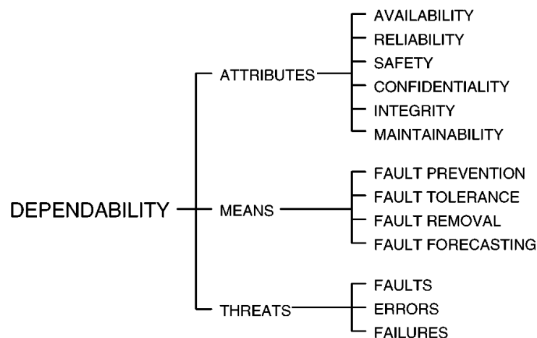 DEPENDABILITY
ATTRIBUTES
AVAILABILITY
RELIABILITY
SAFETY
CONFIDENTIALITY
INTEGRITY
MAINTAINABILITY
MEANS
FAULT PREVENTION
FAULT TOLERANCE
FAULT REMOVAL
FAULT FORECASTING
THREATS
FAULTS
ERRORS
FAILURES